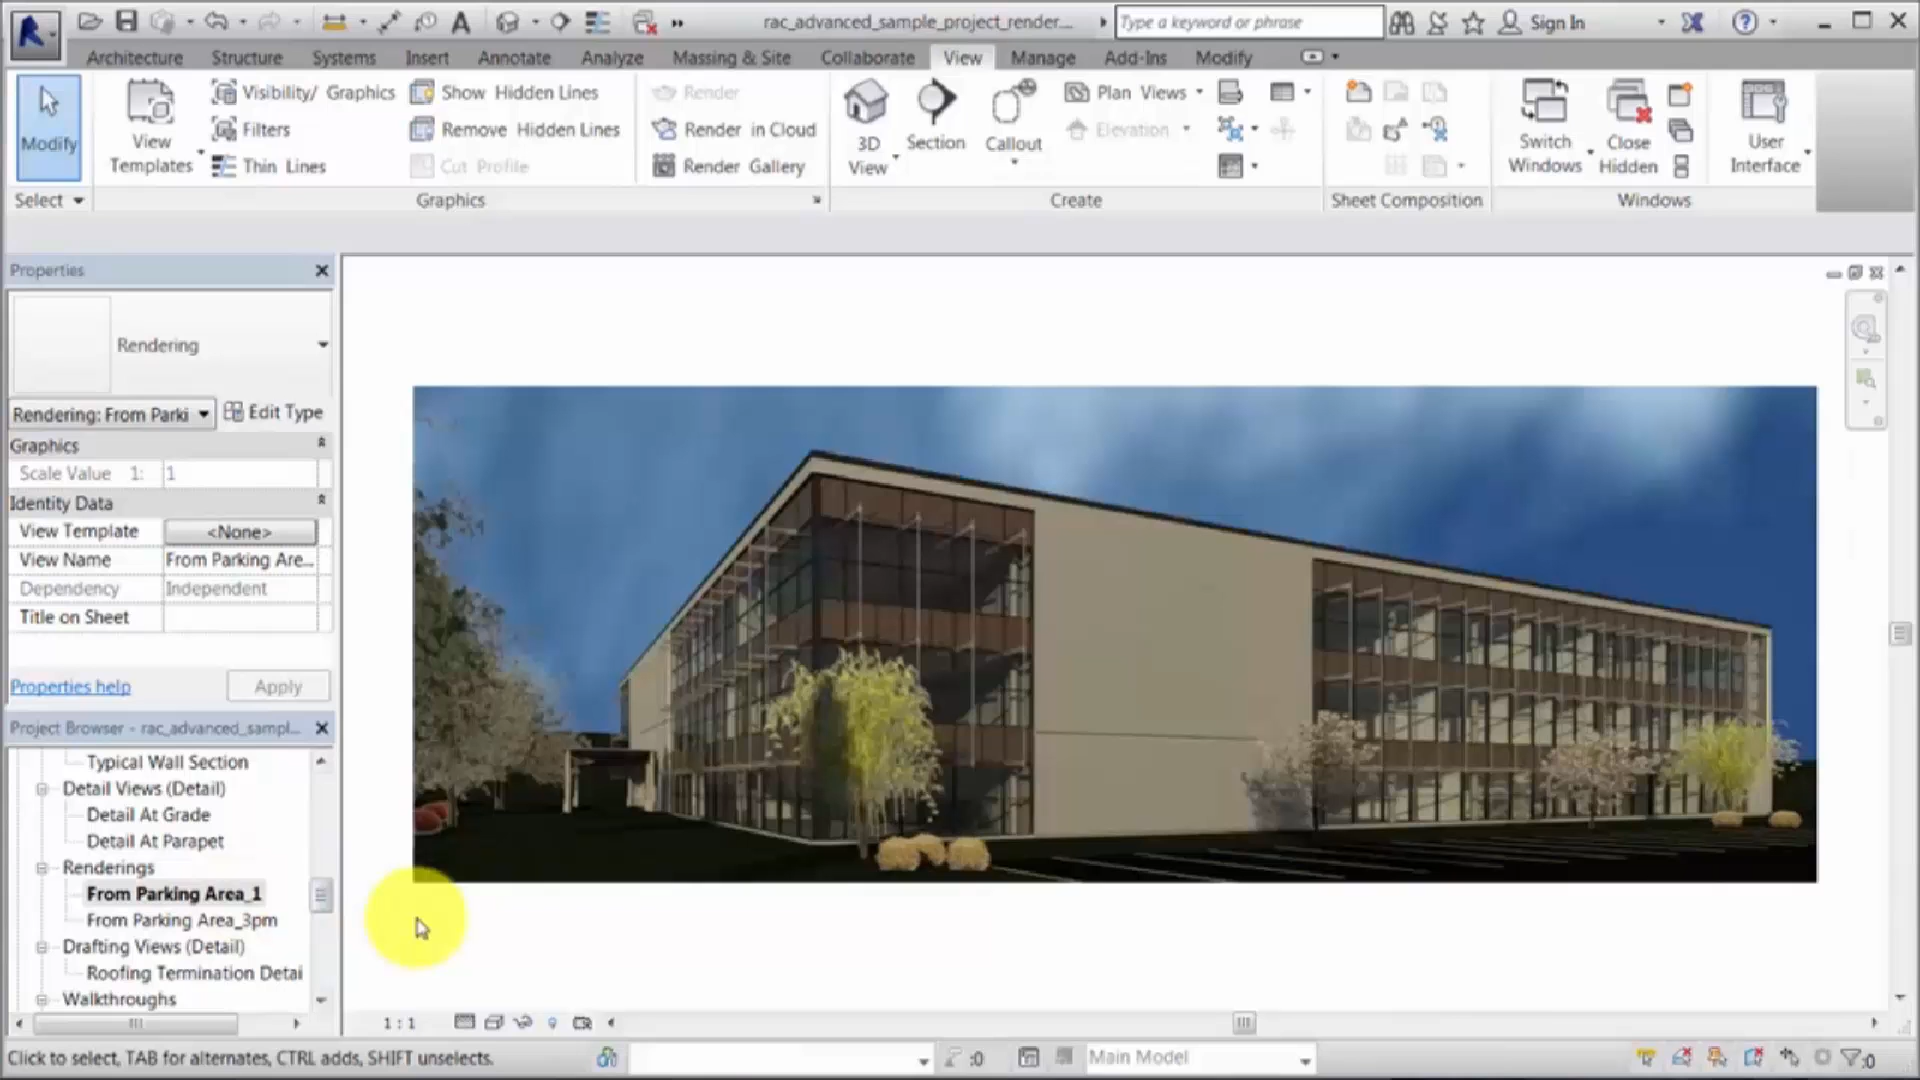 rac_advanced_sample_project_render...
Type a keyword or phrase
Sign In
Architecture Structure Systems Insert Annotate Analyze Massing & Site Collaborate View Manage Add-Ins Modify
Modify
View Templates
Visibility/ Graphics
Filters
Thin Lines
Show Hidden Lines
Remove Hidden Lines
Cut Profile
Render
Render in Cloud
Render Gallery
3D View
Section
Callout
Plan Views
Elevation
Switch Windows
Close Hidden
User Interface
Select
Graphics
Create
Sheet Composition
Windows
Properties
Rendering
Rendering: From Parki
Edit Type
Graphics
Scale Value 1: 1
Identity Data
View Template <None>
View Name From Parking Are...
Dependency Independent
Title on Sheet
Properties help
Apply
Project Browser - rac_advanced_sampl...
Typical Wall Section
Detail Views (Detail)
Detail At Grade
Detail At Parapet
Renderings
From Parking Area_1
From Parking Area_3pm
Drafting Views (Detail)
Roofing Termination Detai
Walkthroughs
1 : 1
Click to select, TAB for alternates, CTRL adds, SHIFT unselects.
:0
Main Model
:0